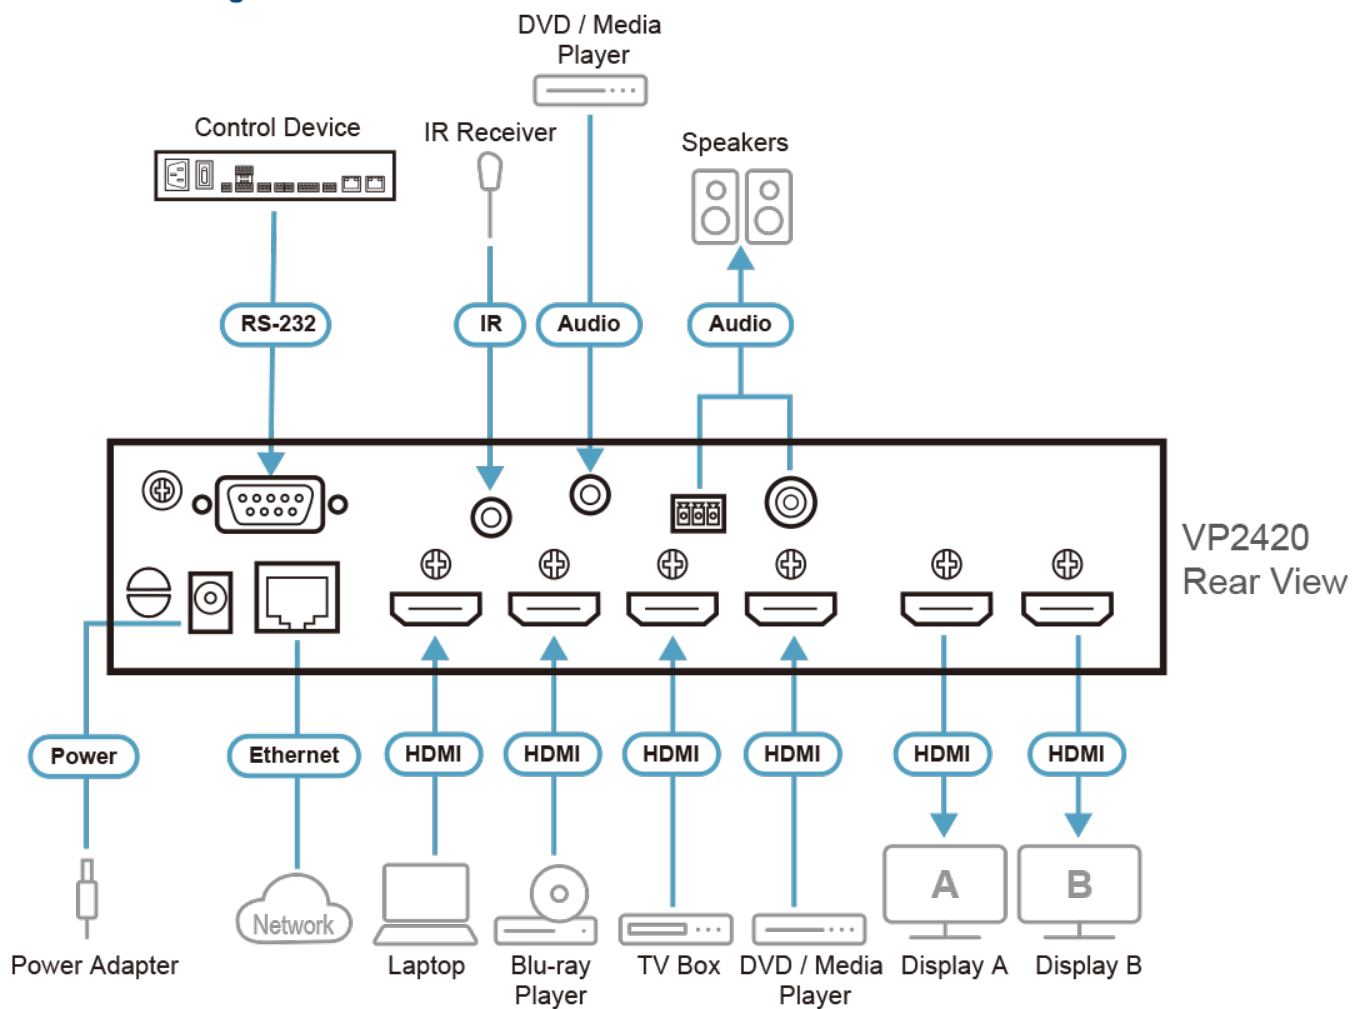 DVD / Media
Player
Control Device
IR Receiver
Speakers
RS-232
IR
Audio
Audio
VP2420
Rear View
Power
Ethernet
HDMI
HDMI
HDMI
HDMI
HDMI
HDMI
A
B
Network
Power Adapter
Laptop
Blu-ray
Player
TV Box
DVD / Media
Player
Display A
Display B